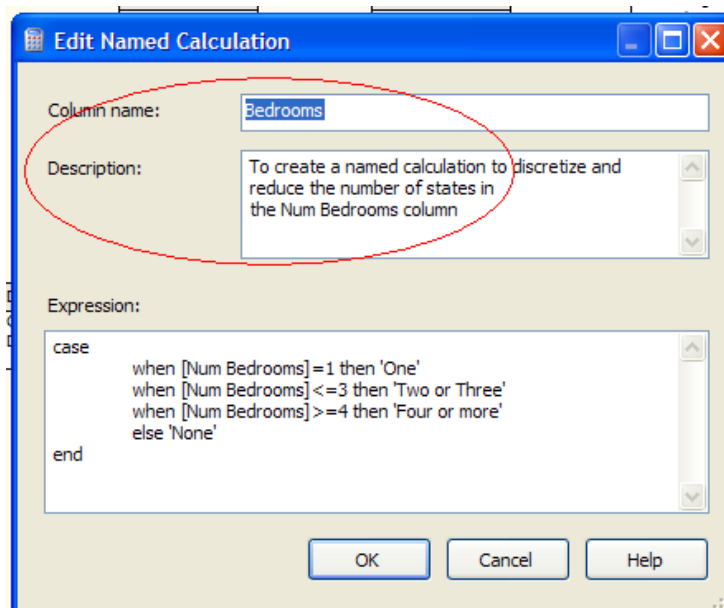 Edit Named Calculation
Column name:
Bedrooms
Description:
To create a named calculation to discretize and
reduce the number of states in
the Num Bedrooms column
Expression:
case
when [Num Bedrooms]=1 then 'One'
when [Num Bedrooms]<=3 then 'Two or Three'
when [Num Bedrooms]>=4 then 'Four or more'
else 'None'
end
OK
Cancel
Help